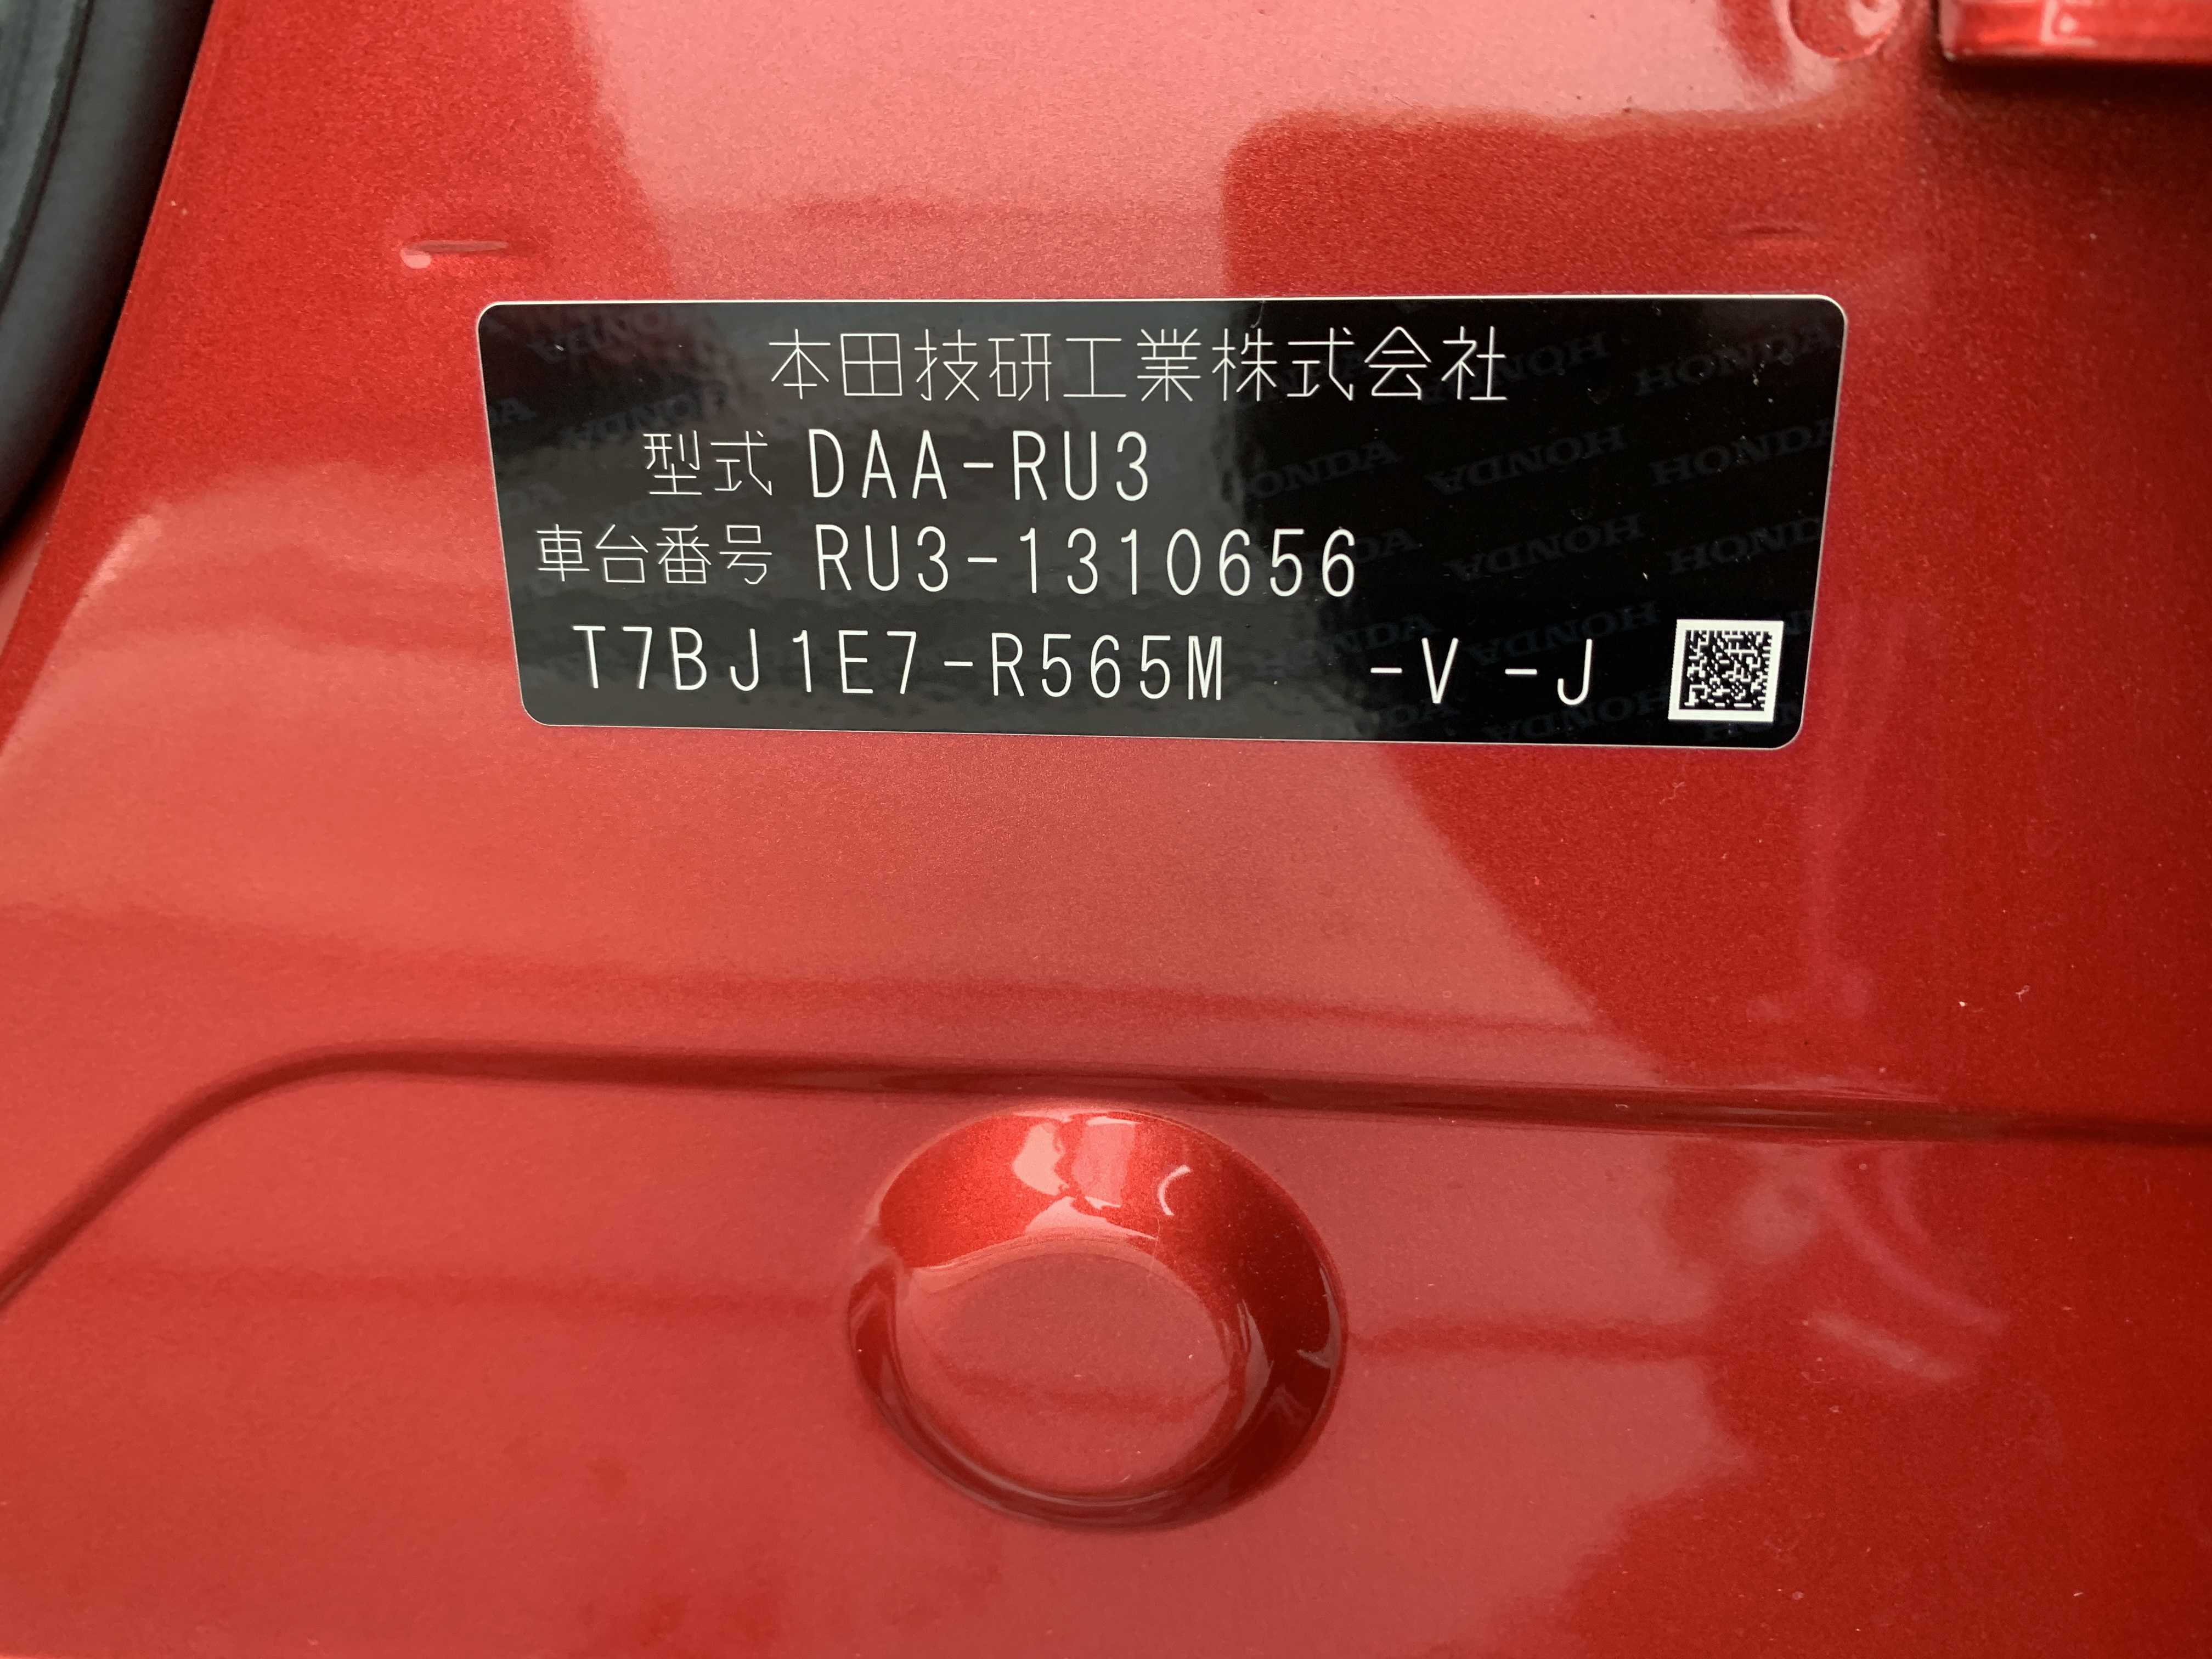 本田技研工業株式会社
型式 DAA-RU3
車台番号 RU3-1310656
T7BJ1E7-R565M -V -J